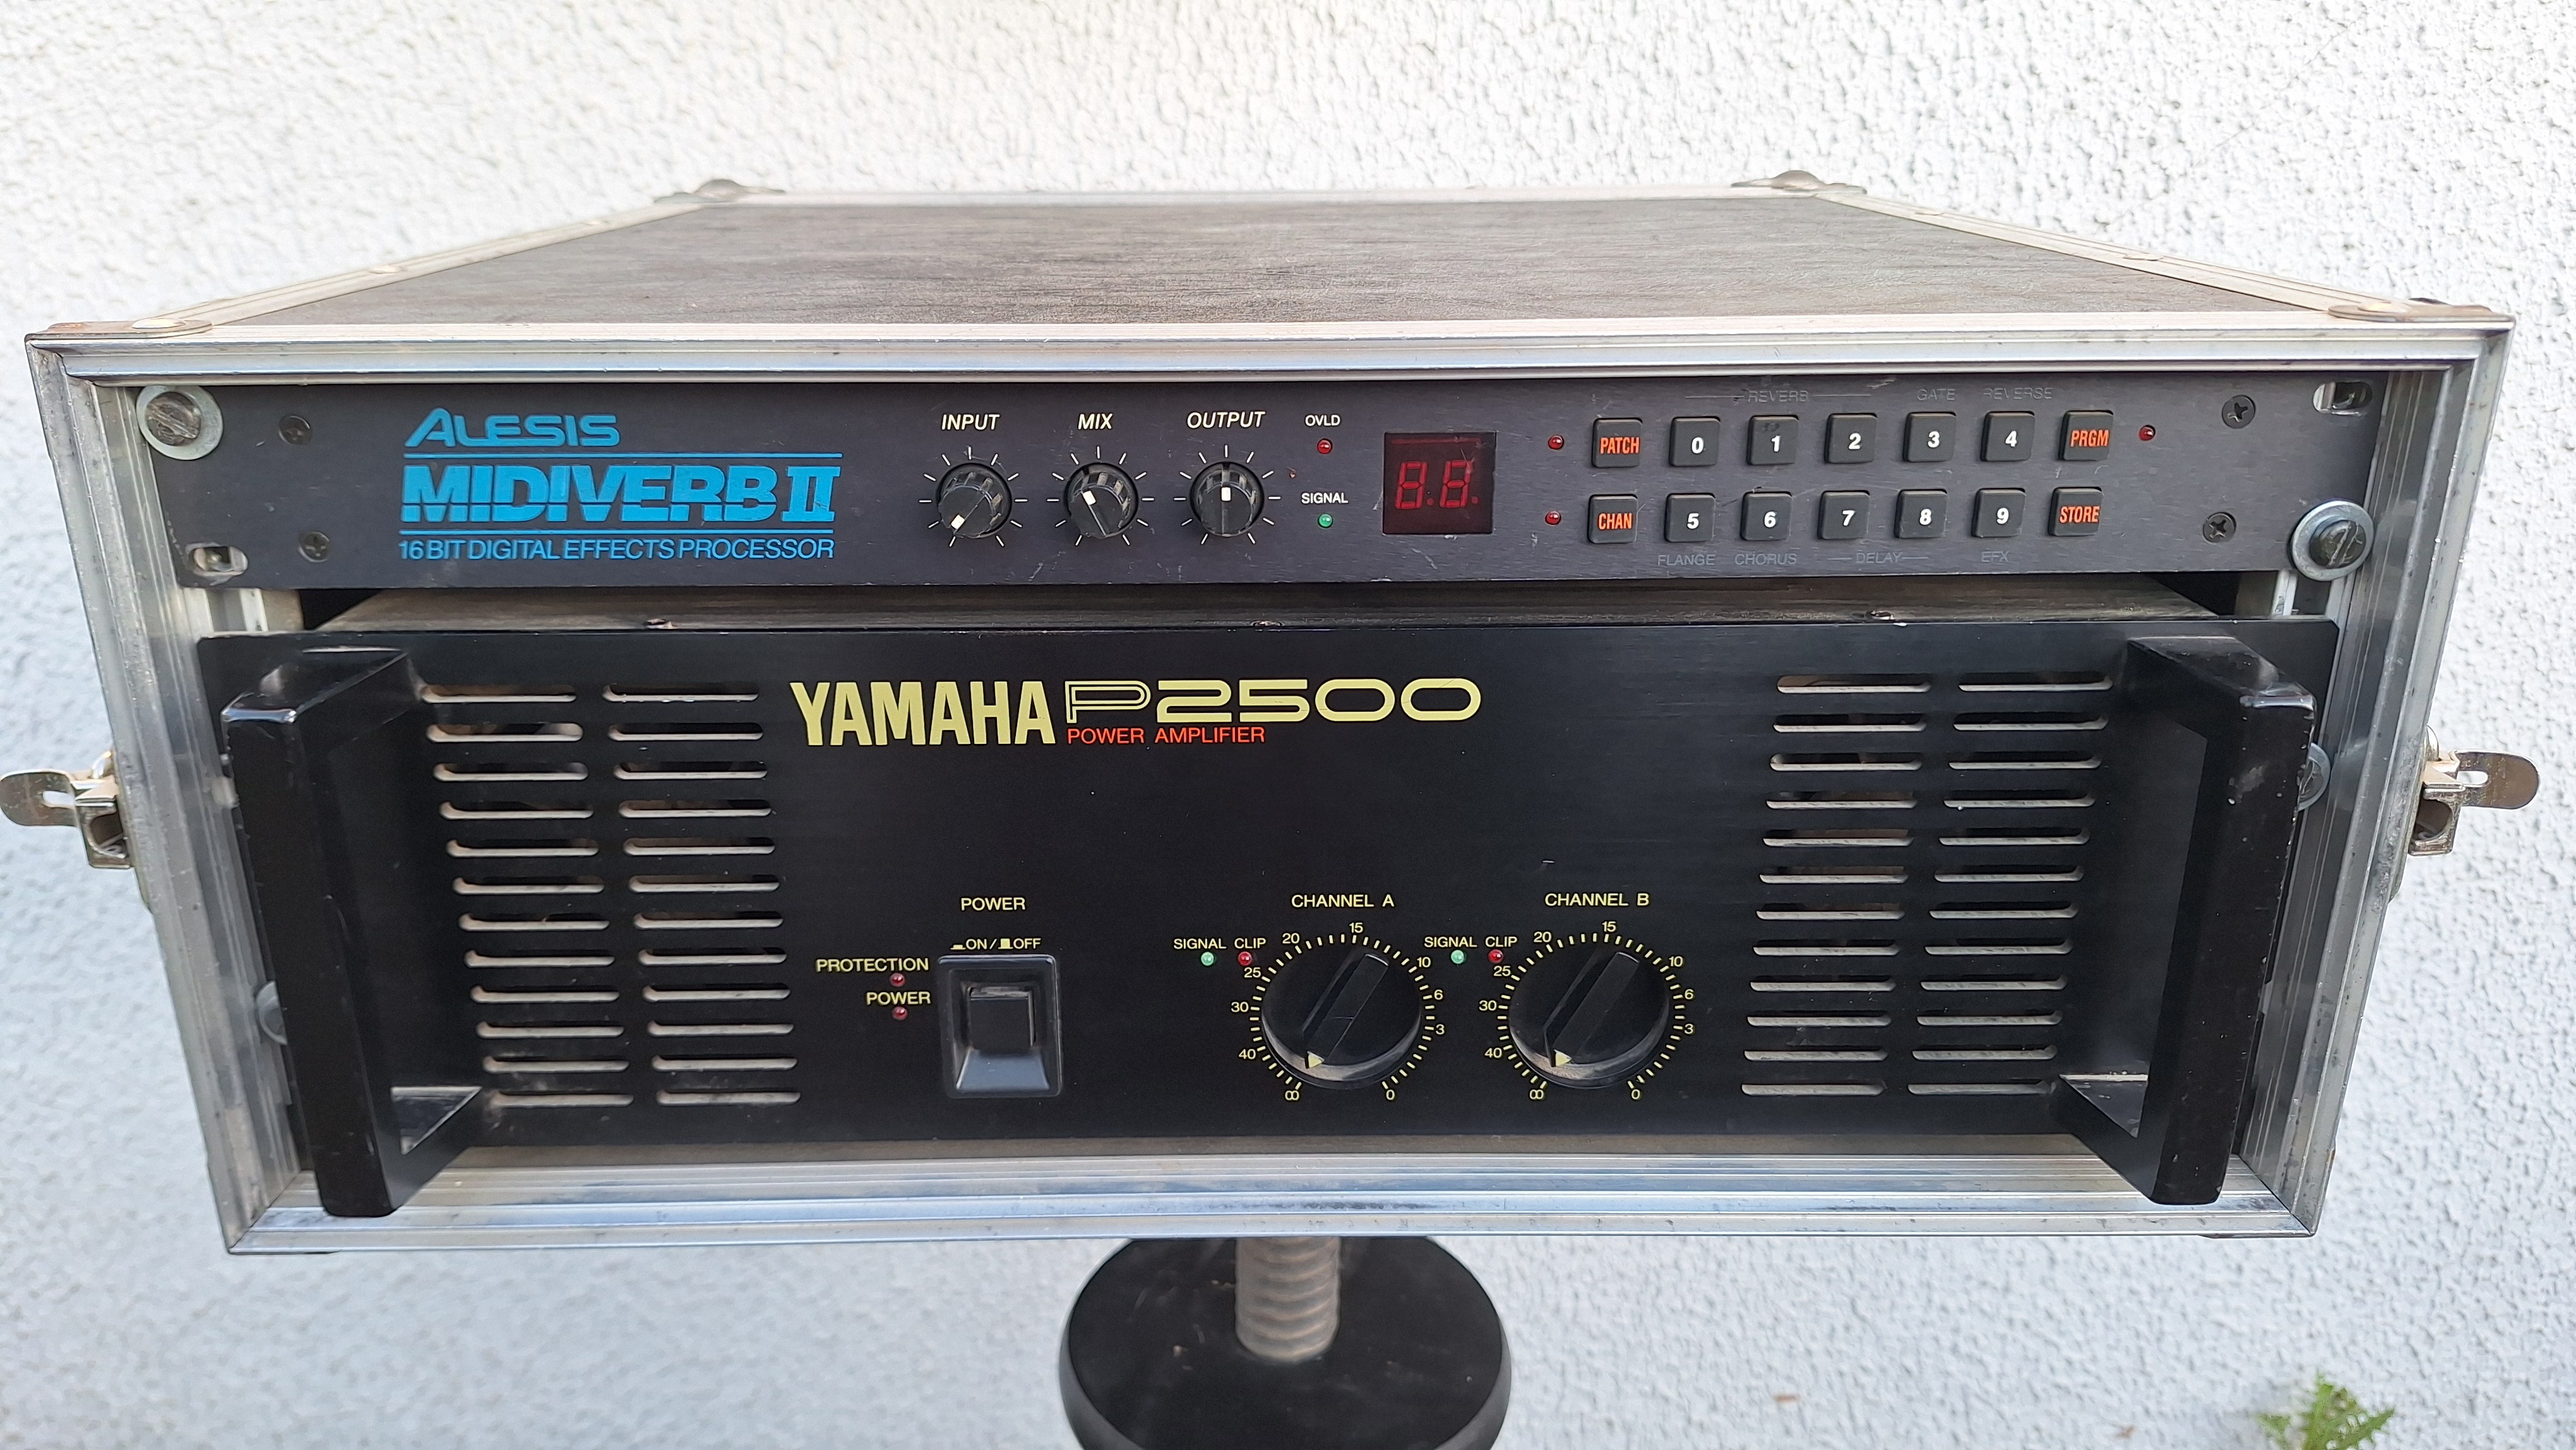 ALESIS
MIDIVERB II
16 BIT DIGITAL EFFECTS PROCESSOR
INPUT MIX OUTPUT
OVLD
SIGNAL
8.8.
REVERB GATE REVERSE
PATCH 0 1 2 3 4 PRGM
CHAN 5 6 7 8 9 STORE
FLANGE CHORUS DELAY EFX
YAMAHA P2500
POWER AMPLIFIER
POWER
ON / OFF
PROTECTION
POWER
CHANNEL A
SIGNAL CLIP
∞ 40 30 25 20 15 10 6 3 0
CHANNEL B
SIGNAL CLIP
∞ 40 30 25 20 15 10 6 3 0